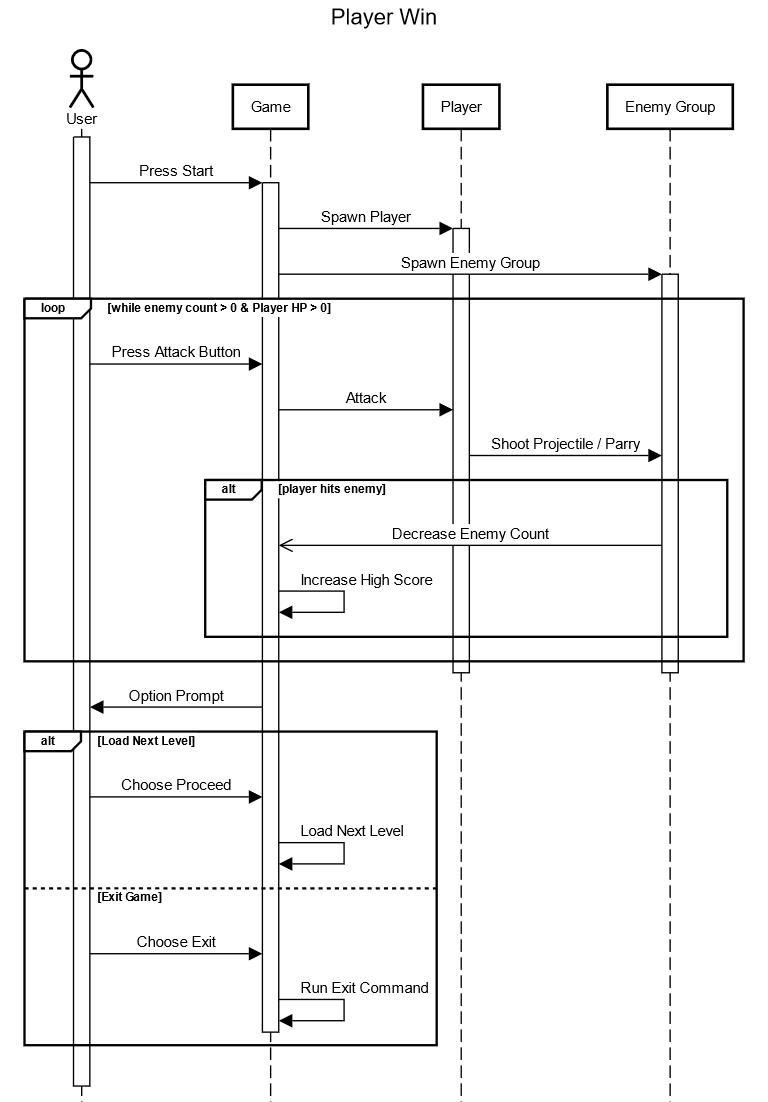 Player Win
User
Game
Player
Enemy Group
Press Start
Spawn Player
Spawn Enemy Group
loop
[while enemy count > 0 & Player HP > 0]
Press Attack Button
Attack
Shoot Projectile / Parry
alt
[player hits enemy]
Decrease Enemy Count
Increase High Score
Option Prompt
alt
[Load Next Level]
Choose Proceed
Load Next Level
[Exit Game]
Choose Exit
Run Exit Command